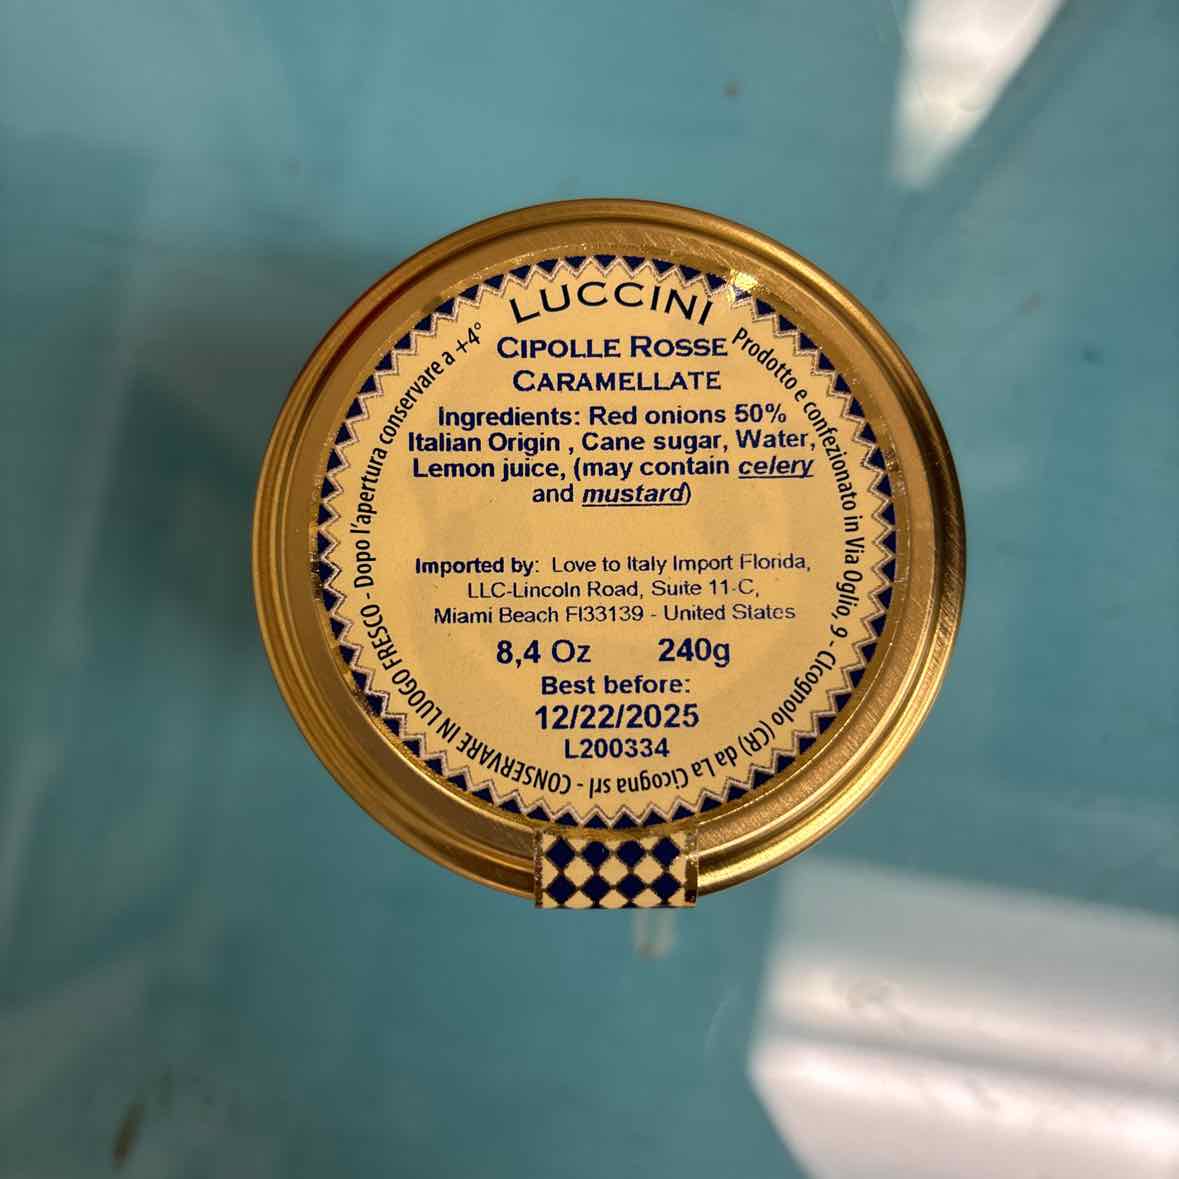 LUCCINI
CIPOLLE ROSSE
CARAMELLATE
Ingredients: Red onions 50%
Italian Origin , Cane sugar, Water,
Lemon juice, (may contain celery
and mustard)
Imported by: Love to Italy Import Florida,
LLC-Lincoln Road, Suite 11-C,
Miami Beach Fl33139 - United States
8,4 Oz 240g
Best before:
12/22/2025
L200334
Prodotto e confezionato in Via Oglio, 9 - Cicognolo (CR) da La Cicogna srl - CONSERVARE IN LUOGO FRESCO - Dopo l'apertura conservare a +4°